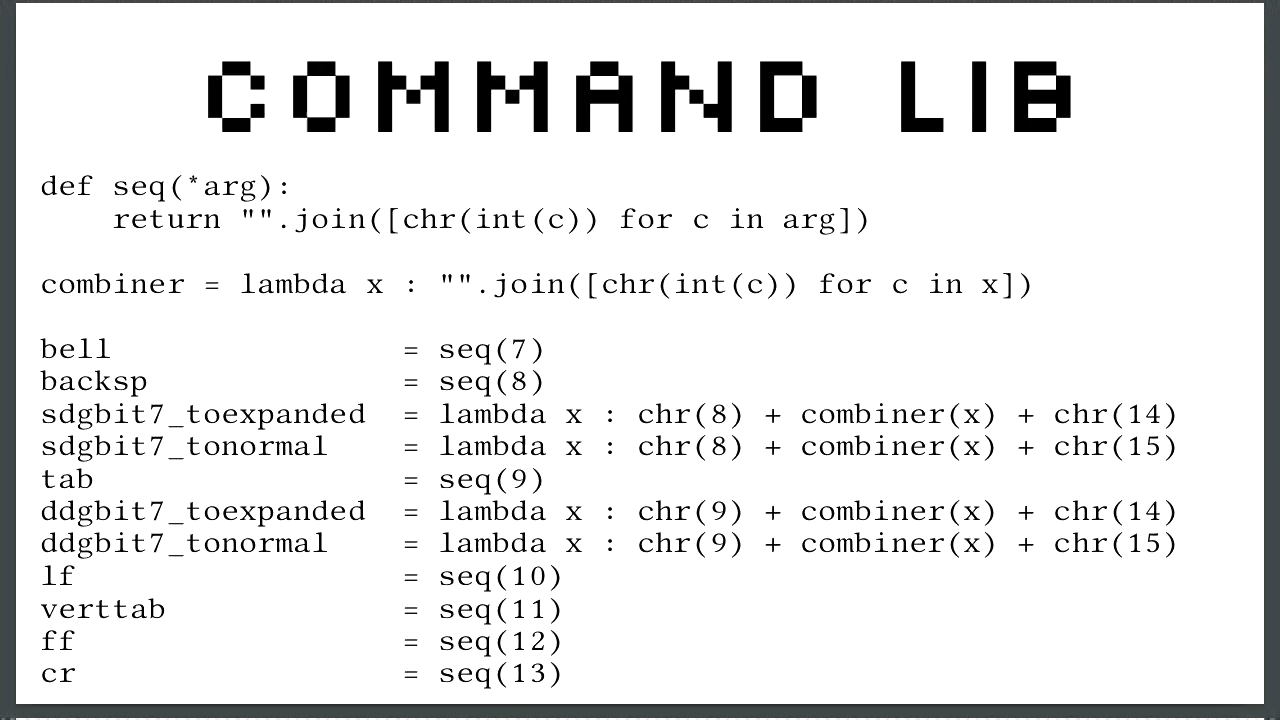 COMMAND LIB
def seq(*arg):
    return "".join([chr(int(c)) for c in arg])
combiner = lambda x : "".join([chr(int(c)) for c in x])
bell                = seq(7)
backsp              = seq(8)
sdgbit7_toexpanded  = lambda x : chr(8) + combiner(x) + chr(14)
sdgbit7_tonormal    = lambda x : chr(8) + combiner(x) + chr(15)
tab                 = seq(9)
ddgbit7_toexpanded  = lambda x : chr(9) + combiner(x) + chr(14)
ddgbit7_tonormal    = lambda x : chr(9) + combiner(x) + chr(15)
lf                  = seq(10)
verttab             = seq(11)
ff                  = seq(12)
cr                  = seq(13)